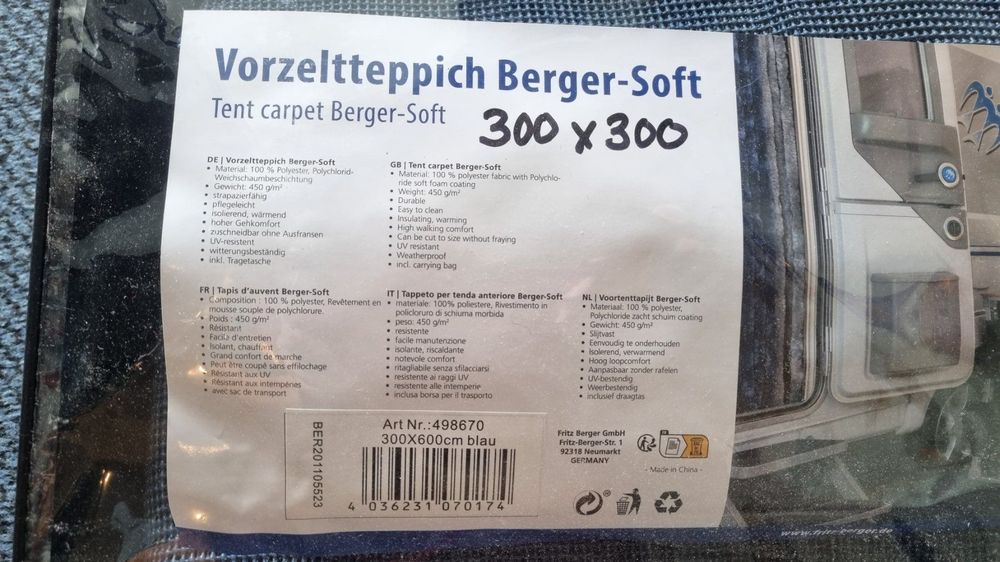 Vorzeltteppich Berger-Soft
Tent carpet Berger-Soft
300 x 300
DE | Vorzeltteppich Berger-Soft
• Material: 100 % Polyester, Polychlorid-
Weichschaumbeschichtung
• Gewicht: 450 g/m²
• strapazierfähig
• pflegeleicht
• isolierend, wärmend
• hoher Gehkomfort
• zuschneidbar ohne Ausfransen
• UV-resistent
• witterungsbeständig
• inkl. Tragetasche
GB | Tent carpet Berger-Soft
• Material: 100 % polyester fabric with Polychlo-
ride soft foam coating
• Weight: 450 g/m²
• Durable
• Easy to clean
• Insulating, warming
• High walking comfort
• Can be cut to size without fraying
• UV resistant
• Weatherproof
• incl. carrying bag
FR | Tapis d'auvent Berger-Soft
• Composition : 100 % polyester, Revêtement en
mousse souple de polychlorure.
• Poids : 450 g/m²
• Résistant
• Facile d'entretien
• Isolant, chauffant
• Grand confort de marche
• Peut être coupé sans effilochage
• Résistant aux UV
• Résistant aux intempéries
• avec sac de transport
IT | Tappeto per tenda anteriore Berger-Soft
• materiale: 100% poliestere, Rivestimento in
policloruro di schiuma morbida
• peso: 450 g/m²
• resistente
• facile manutenzione
• isolante, riscaldante
• notevole comfort
• ritagliabile senza sfilacciarsi
• resistente ai raggi UV
• resistente alle intemperie
• inclusa borsa per il trasporto
NL | Voortenttapijt Berger-Soft
• Materiaal: 100 % polyester,
Polychloride zacht schuim coating
• Gewicht: 450 g/m²
• Slijtvast
• Eenvoudig te onderhouden
• Isolerend, verwarmend
• Hoog loopcomfort
• Aanpasbaar zonder rafelen
• UV-bestendig
• Weerbestendig
• inclusief draagtas
BER201105523
Art Nr.:498670
300X600cm blau
4 036231 070174
Fritz Berger GmbH
Fritz-Berger-Str. 1
92318 Neumarkt
GERMANY
- Made in China -
www.fritz-berger.de